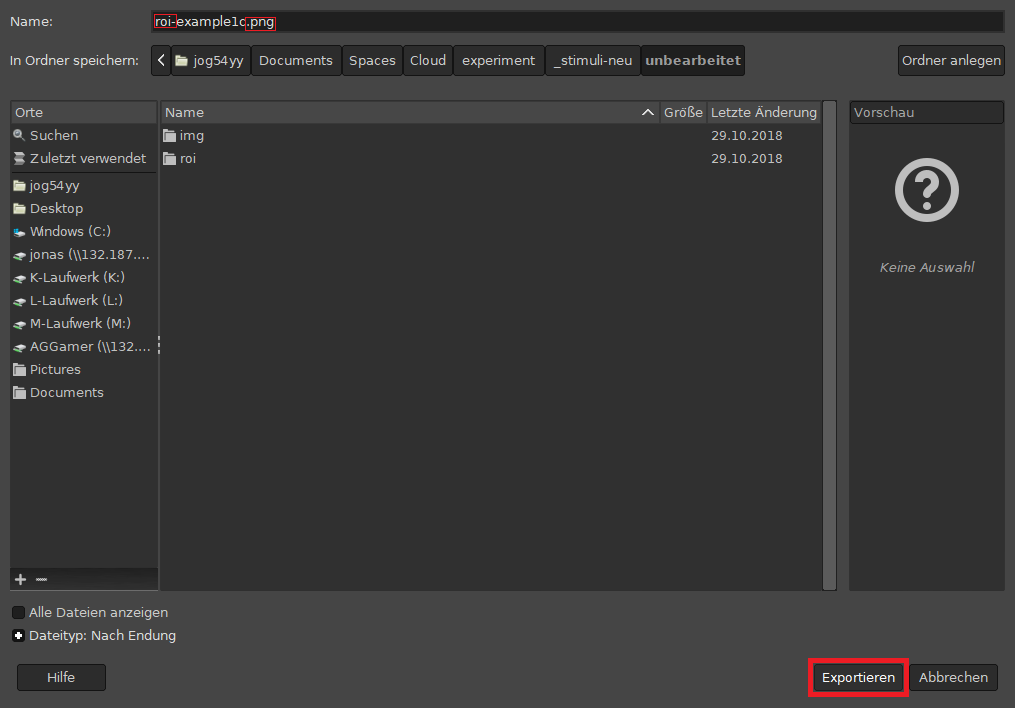 Name: roi-example1c.png
In Ordner speichern: jog54yy Documents Spaces Cloud experiment _stimuli-neu unbearbeitet Ordner anlegen
Orte
Suchen
Zuletzt verwendet
jog54yy
Desktop
Windows (C:)
jonas (\\132.187....
K-Laufwerk (K:)
L-Laufwerk (L:)
M-Laufwerk (M:)
AGGamer (\\132....
Pictures
Documents
Name Größe Letzte Änderung
img 29.10.2018
roi 29.10.2018
Vorschau
Keine Auswahl
Alle Dateien anzeigen
Dateityp: Nach Endung
Hilfe Exportieren Abbrechen